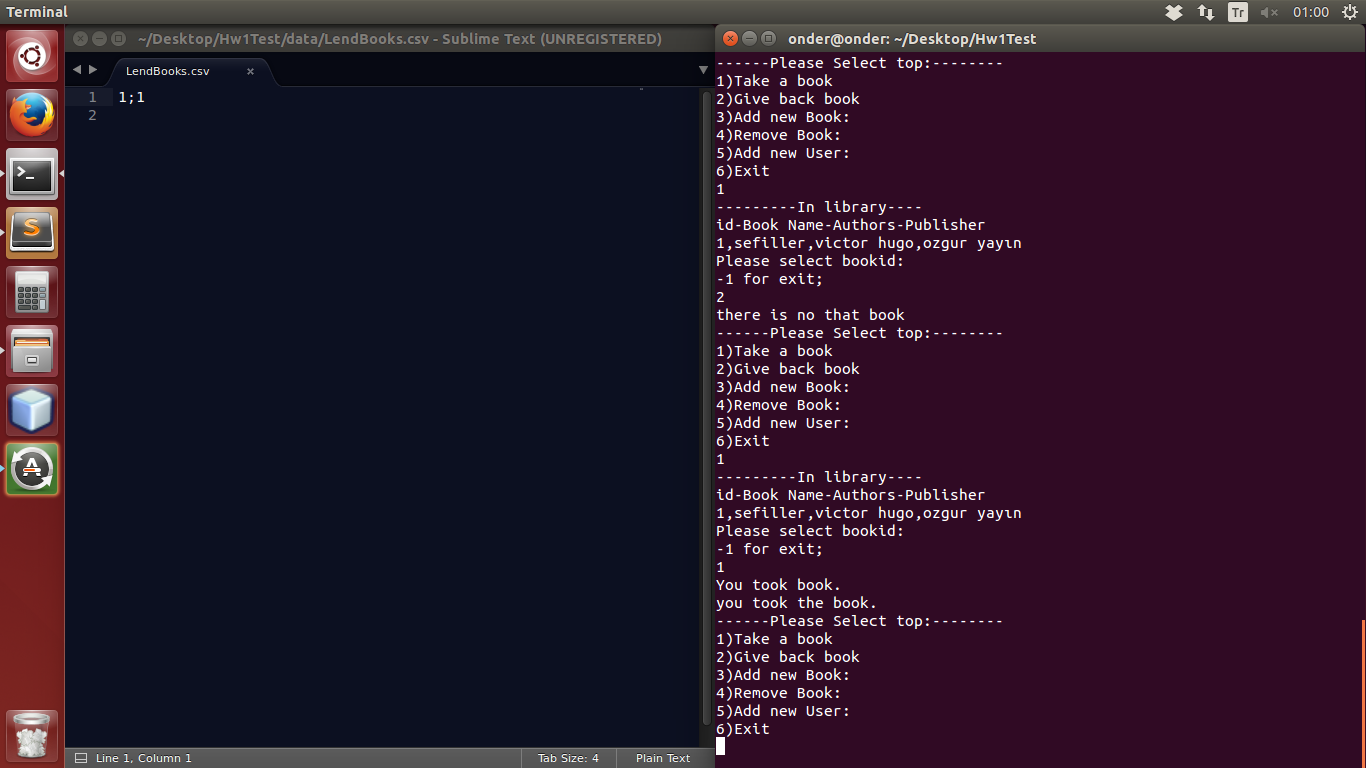 Terminal
Tr
01:00
~/Desktop/Hw1Test/data/LendBooks.csv - Sublime Text (UNREGISTERED)
LendBooks.csv
1 1;1
2
Line 1, Column 1
Tab Size: 4
Plain Text
onder@onder: ~/Desktop/Hw1Test
------Please Select top:--------
1)Take a book
2)Give back book
3)Add new Book:
4)Remove Book:
5)Add new User:
6)Exit
1
---------In library----
id-Book Name-Authors-Publisher
1,sefiller,victor hugo,ozgur yayın
Please select bookid:
-1 for exit;
2
there is no that book
------Please Select top:--------
1)Take a book
2)Give back book
3)Add new Book:
4)Remove Book:
5)Add new User:
6)Exit
1
---------In library----
id-Book Name-Authors-Publisher
1,sefiller,victor hugo,ozgur yayın
Please select bookid:
-1 for exit;
1
You took book.
you took the book.
------Please Select top:--------
1)Take a book
2)Give back book
3)Add new Book:
4)Remove Book:
5)Add new User:
6)Exit